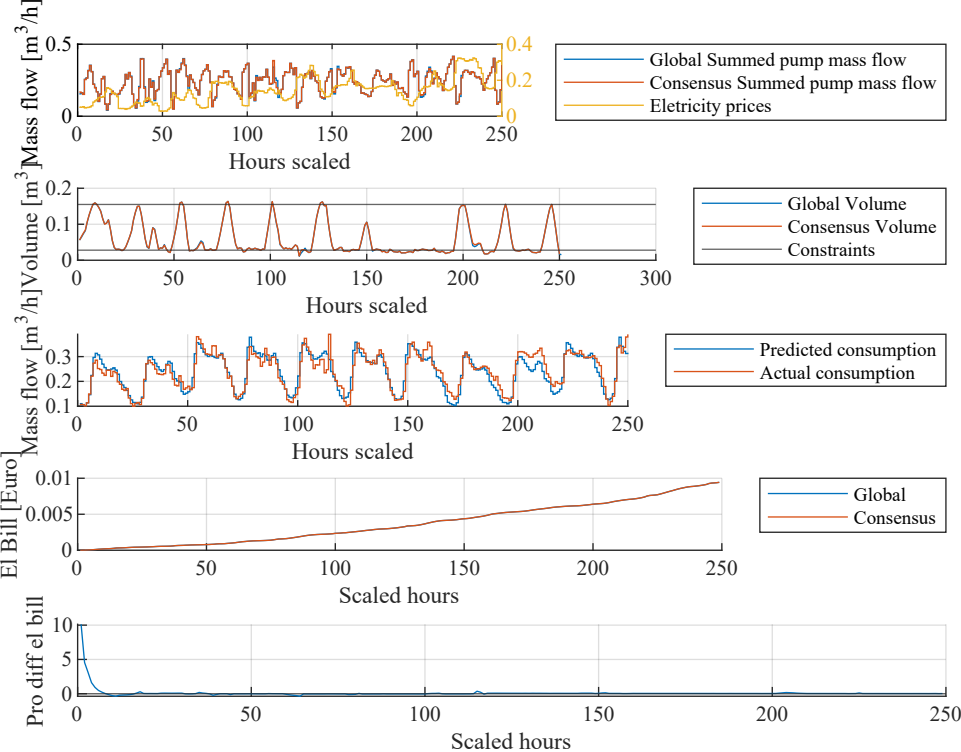 Mass flow [m³/h]
0.5
0
0.4
0.2
0
0 50 100 150 200 250
Hours scaled
Global Summed pump mass flow
Consensus Summed pump mass flow
Eletricity prices
Volume [m³]
0.2
0.1
0
0 50 100 150 200 250 300
Hours scaled
Global Volume
Consensus Volume
Constraints
Mass flow [m³/h]
0.3
0.2
0.1
0 50 100 150 200 250
Hours scaled
Predicted consumption
Actual consumption
El Bill [Euro]
0.01
0.005
0
0 50 100 150 200 250
Scaled hours
Global
Consensus
Pro diff el bill
10
5
0
0 50 100 150 200 250
Scaled hours